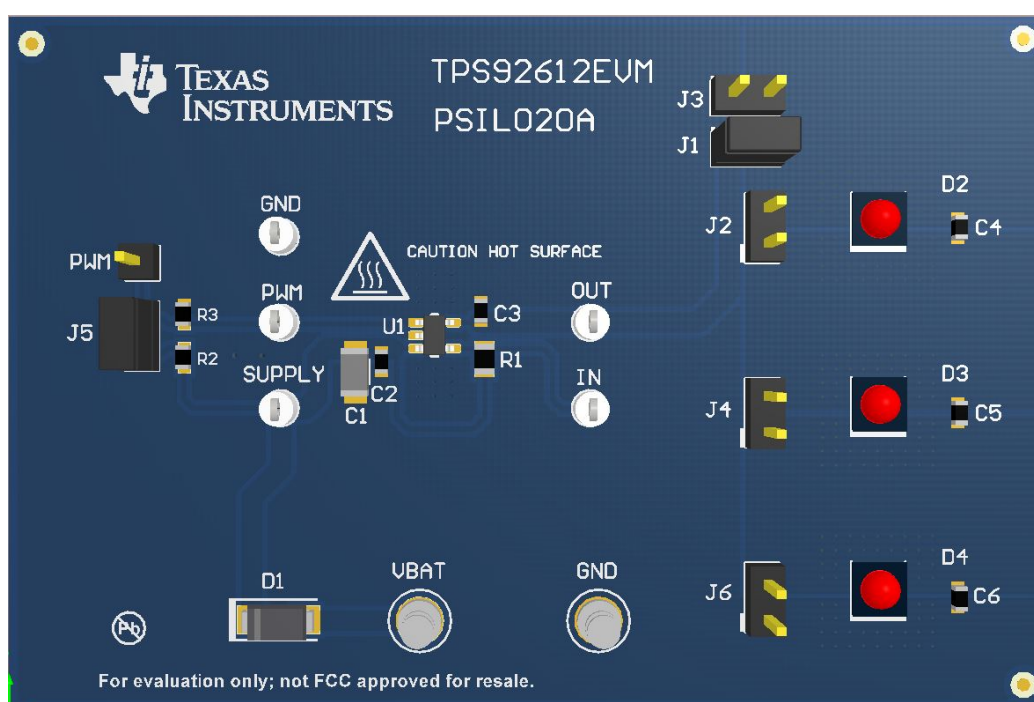 TEXAS
INSTRUMENTS
TPS92612EVM
PSIL020A
J3
J1
GND
J2
D2
C4
CAUTION HOT SURFACE
PWM
PWM
OUT
J5
R3
U1
C3
R2
R1
SUPPLY
IN
C2
C1
D3
J4
C5
D1
VBAT
GND
D4
J6
C6
Pb
For evaluation only; not FCC approved for resale.